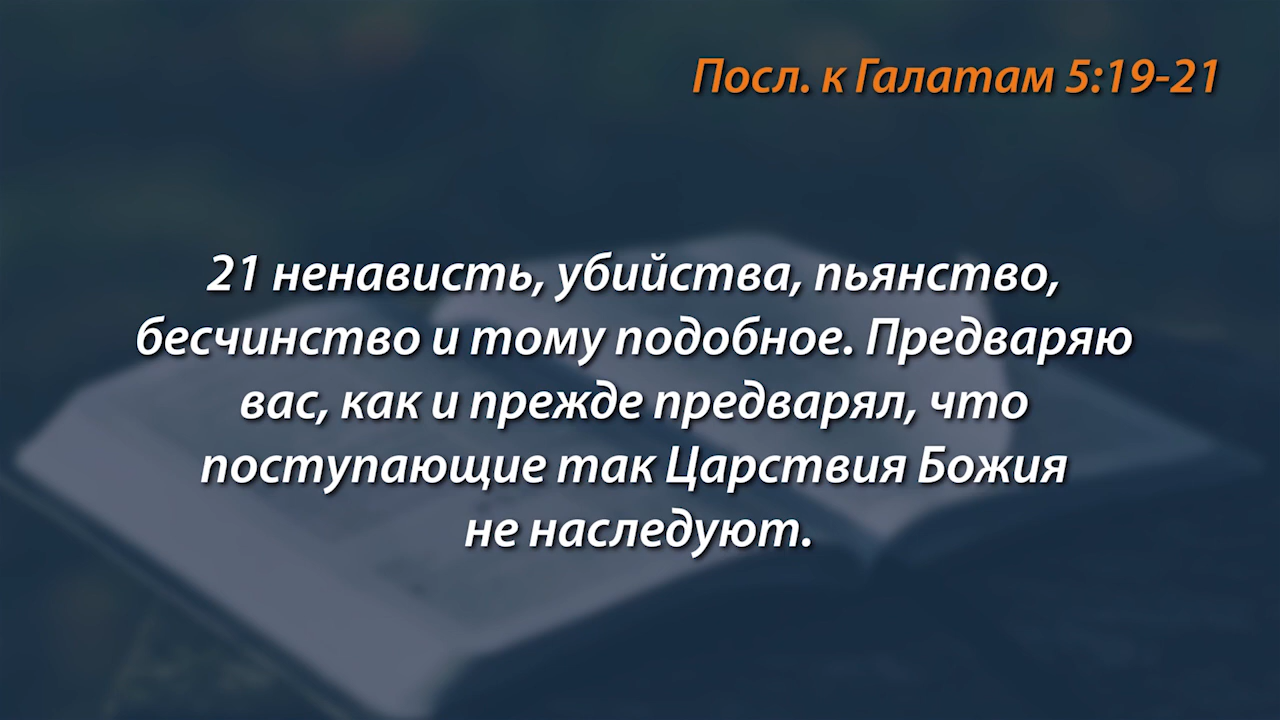 Посл. к Галатам 5:19-21
21 ненависть, убийства, пьянство,
бесчинство и тому подобное. Предваряю
вас, как и прежде предварял, что
поступающие так Царствия Божия
не наследуют.